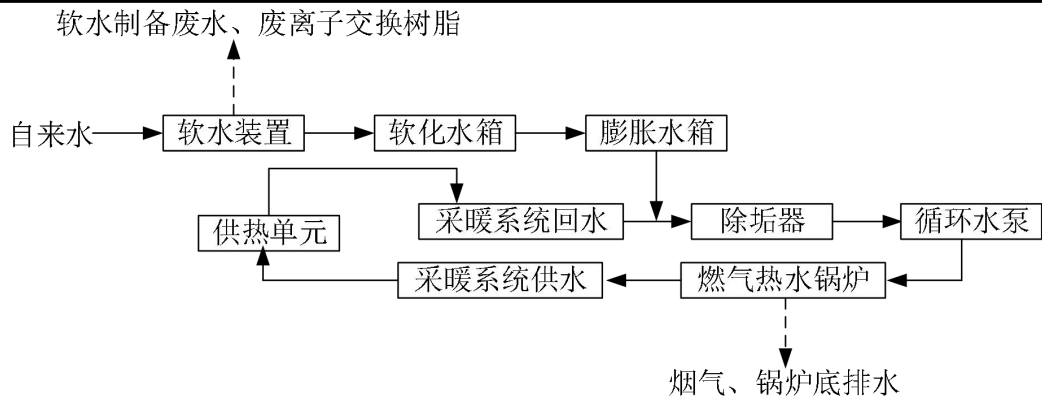 软水制备废水、废离子交换树脂
自来水
软水装置
软化水箱
膨胀水箱
供热单元
采暖系统回水
除垢器
循环水泵
采暖系统供水
燃气热水锅炉
烟气、锅炉底排水